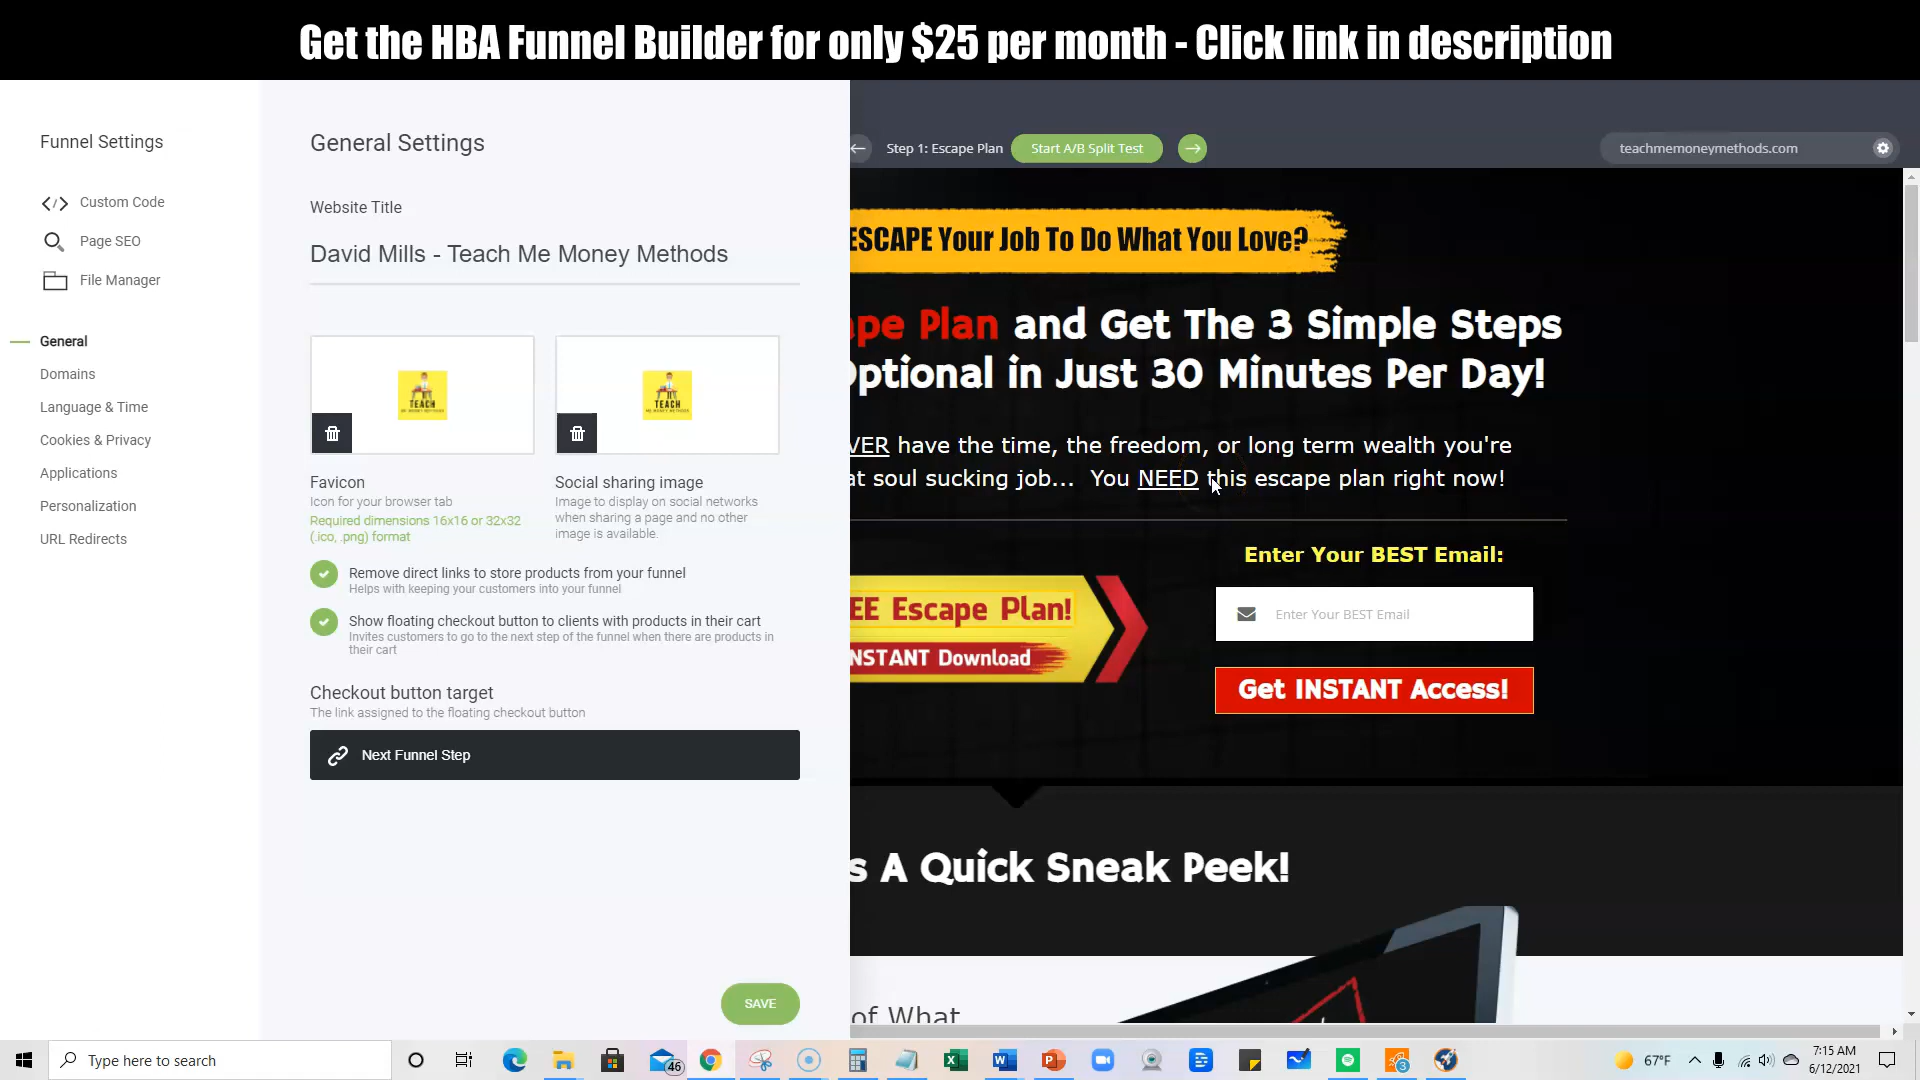 Get the HBA Funnel Builder for only $25 per month - Click link in description
Funnel Settings
Custom Code
Page SEO
File Manager
General
Domains
Language & Time
Cookies & Privacy
Applications
Personalization
URL Redirects
General Settings
Website Title
David Mills - Teach Me Money Methods
TEACH
ME MONEY METHODS
TEACH
ME MONEY METHODS
Favicon
Icon for your browser tab
Required dimensions 16x16 or 32x32
(.ico, .png) format
Social sharing image
Image to display on social networks
when sharing a page and no other
image is available.
Remove direct links to store products from your funnel
Helps with keeping your customers into your funnel
Show floating checkout button to clients with products in their cart
Invites customers to go to the next step of the funnel when there are products in
their cart
Checkout button target
The link assigned to the floating checkout button
Next Funnel Step
SAVE
Step 1: Escape Plan
Start A/B Split Test
teachmemoneymethods.com
ESCAPE Your Job To Do What You Love?
ape Plan and Get The 3 Simple Steps
Optional in Just 30 Minutes Per Day!
VER have the time, the freedom, or long term wealth you're
at soul sucking job... You NEED this escape plan right now!
EE Escape Plan!
NSTANT Download
Enter Your BEST Email:
Enter Your BEST Email
Get INSTANT Access!
s A Quick Sneak Peek!
of What
Type here to search
46
3
67°F
7:15 AM
6/12/2021